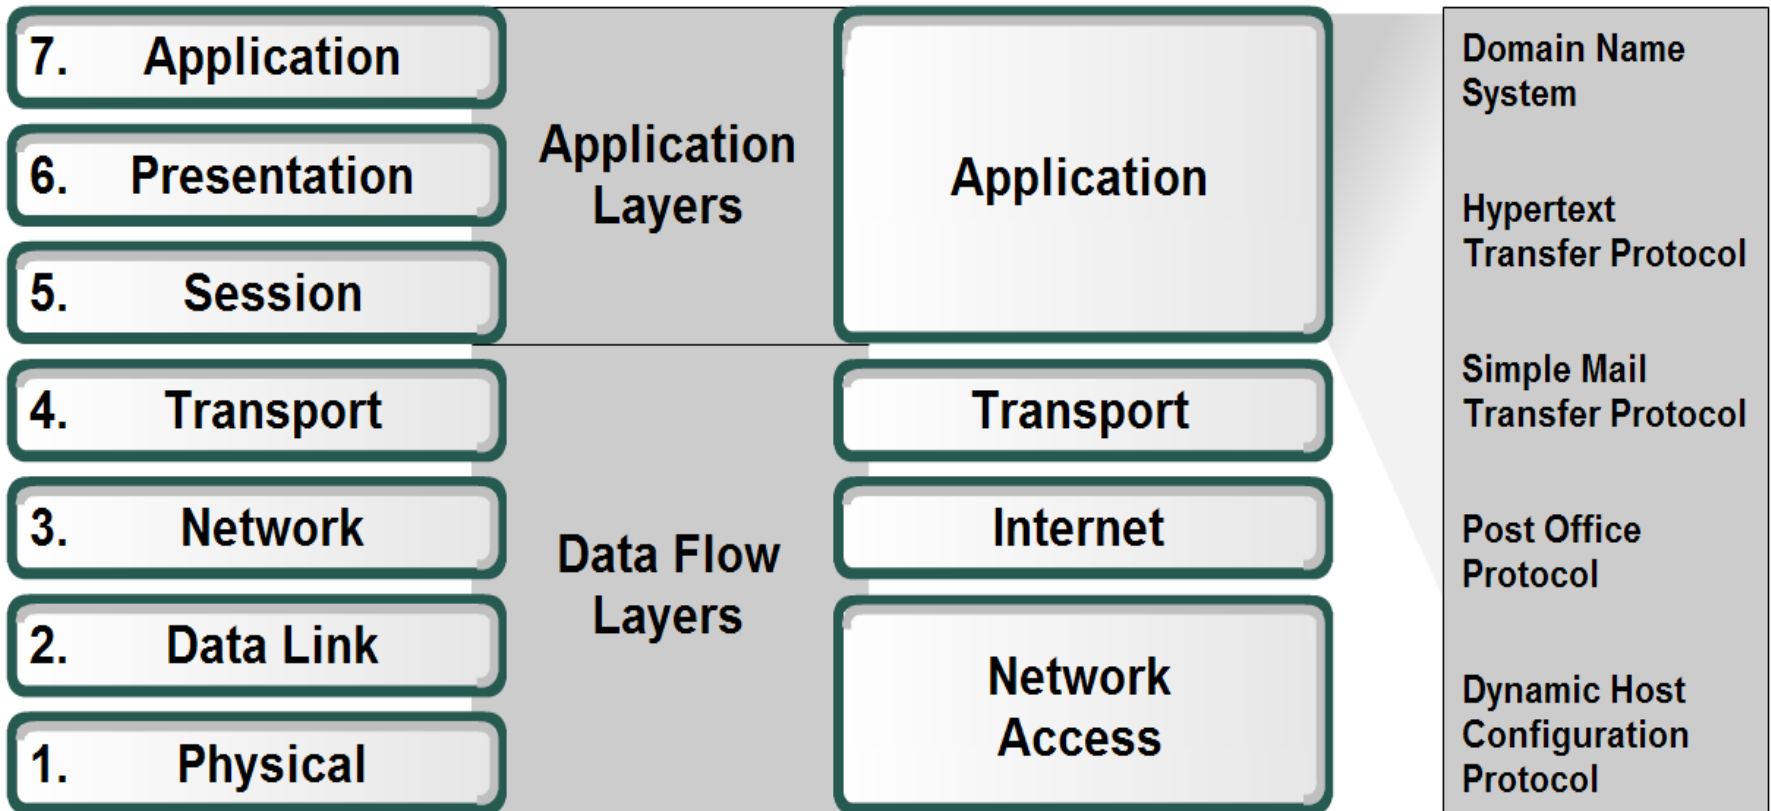 7. Application
6. Presentation
5. Session
4. Transport
3. Network
2. Data Link
1. Physical
Application
Layers
Data Flow
Layers
Application
Transport
Internet
Network
Access
Domain Name
System
Hypertext
Transfer Protocol
Simple Mail
Transfer Protocol
Post Office
Protocol
Dynamic Host
Configuration
Protocol